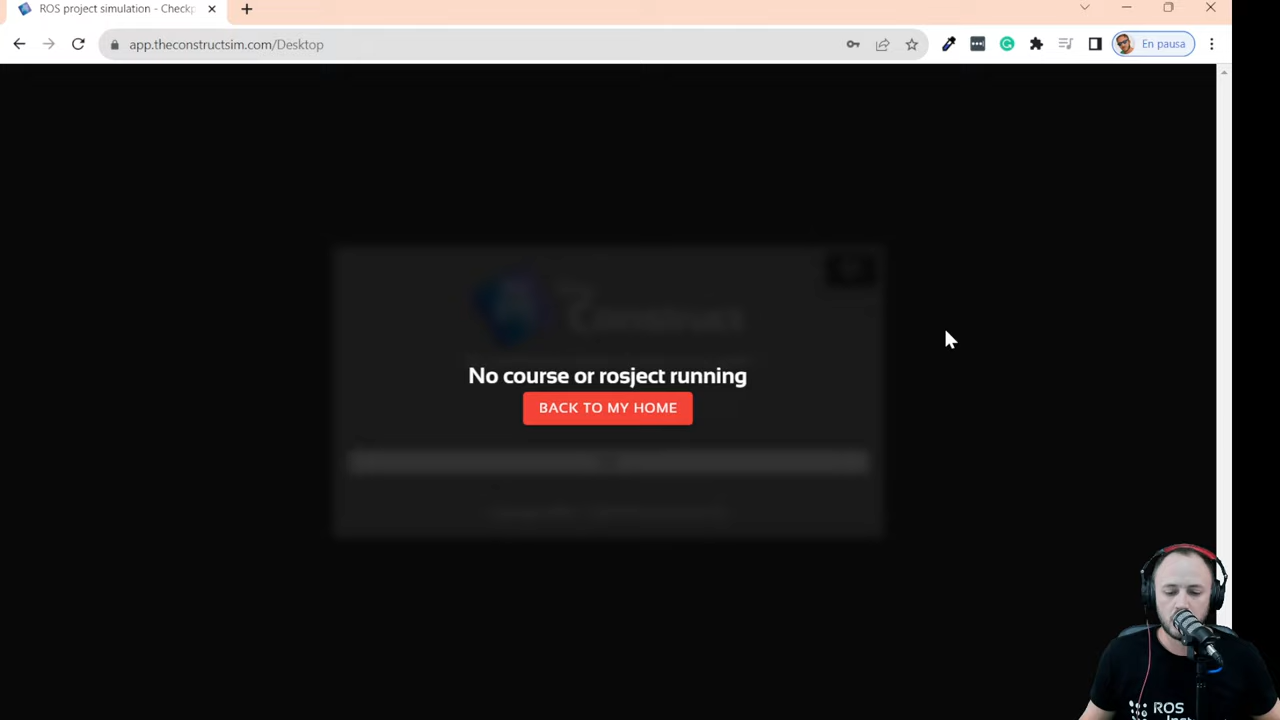 ROS project simulation - Checkp
app.theconstructsim.com/Desktop
En pausa
Construct
No course or rosject running
BACK TO MY HOME
ROS